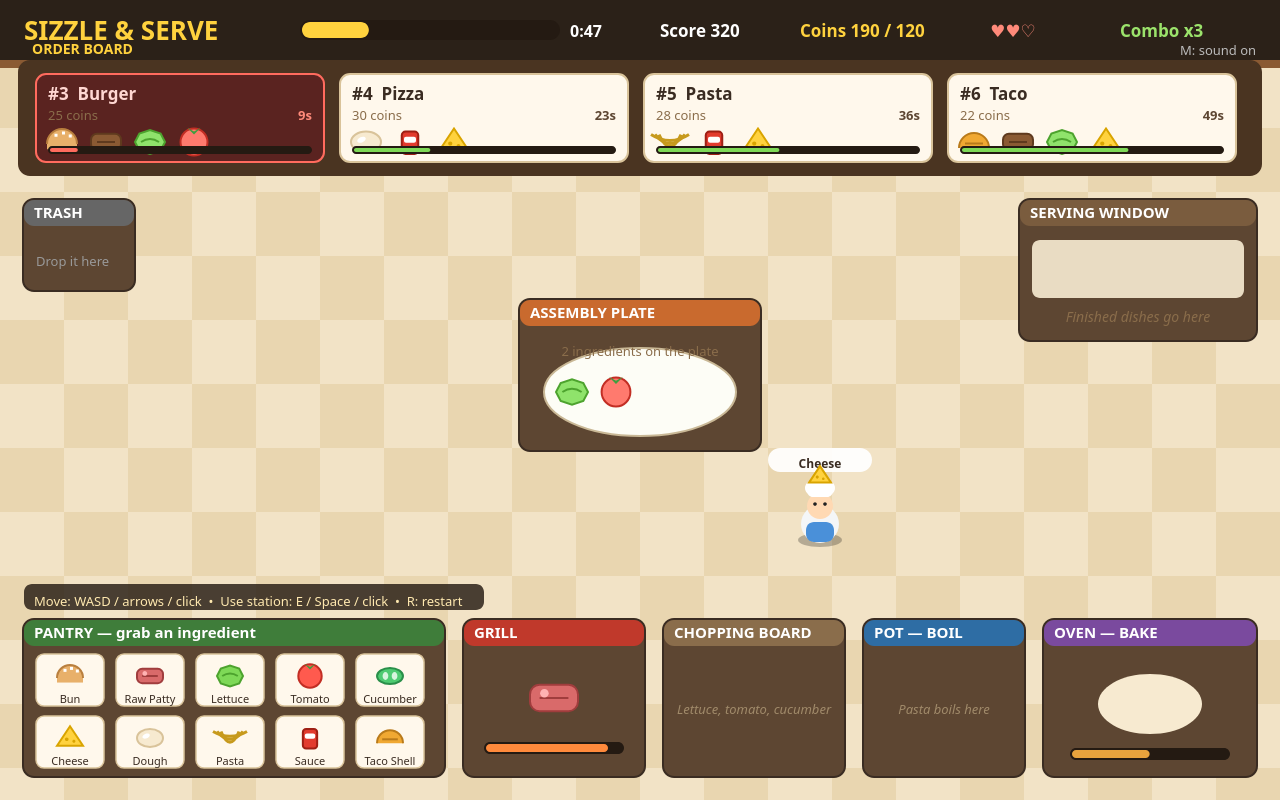 SIZZLE & SERVE
0:47
Score 320
Coins 190 / 120
♥♥♡
Combo x3
ORDER BOARD
M: sound on
#3 Burger
25 coins
9s
#4 Pizza
30 coins
23s
#5 Pasta
28 coins
36s
#6 Taco
22 coins
49s
TRASH
Drop it here
SERVING WINDOW
Finished dishes go here
ASSEMBLY PLATE
2 ingredients on the plate
Cheese
Move: WASD / arrows / click • Use station: E / Space / click • R: restart
PANTRY — grab an ingredient
Bun
Raw Patty
Lettuce
Tomato
Cucumber
Cheese
Dough
Pasta
Sauce
Taco Shell
GRILL
CHOPPING BOARD
Lettuce, tomato, cucumber
POT — BOIL
Pasta boils here
OVEN — BAKE